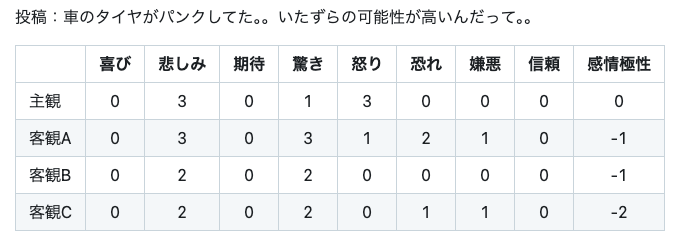 投稿：車のタイヤがパンクしてた。。いたずらの可能性が高いんだって。。
喜び 悲しみ 期待 驚き 怒り 恐れ 嫌悪 信頼 感情極性
主観 0 3 0 1 3 0 0 0 0
客観A 0 3 0 3 1 2 1 0 -1
客観B 0 2 0 2 0 0 0 0 -1
客観C 0 2 0 2 0 1 1 0 -2